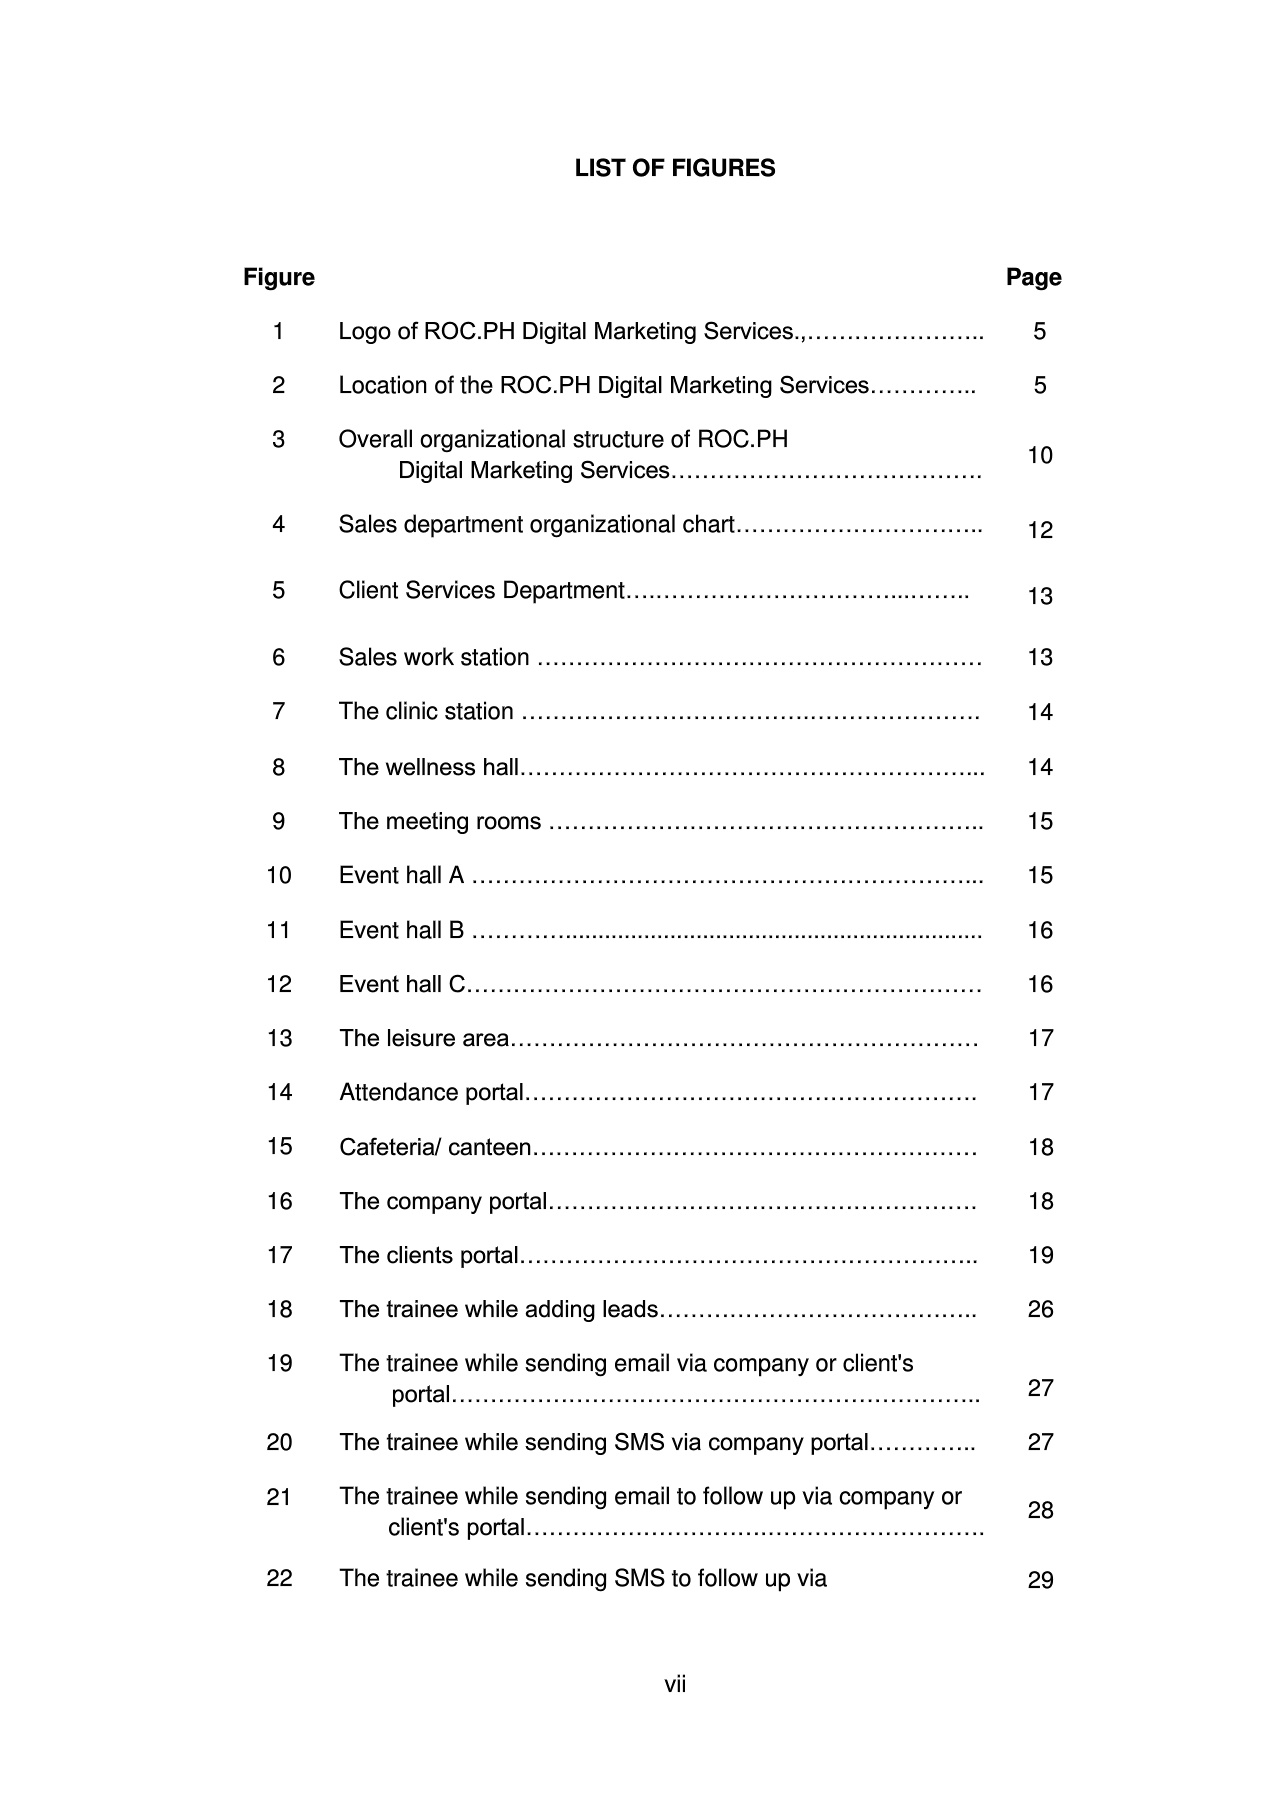 LIST OF FIGURES
Figure Page
1 Logo of ROC.PH Digital Marketing Services.,………………….. 5
2 Location of the ROC.PH Digital Marketing Services………….. 5
3 Overall organizational structure of ROC.PH
Digital Marketing Services…………………………………. 10
4 Sales department organizational chart………………………….. 12
5 Client Services Department….…………………………....…….. 13
6 Sales work station …………………………………………………. 13
7 The clinic station ……………………………….…………………. 14
8 The wellness hall…………………………………………………... 14
9 The meeting rooms ……………………………………………….. 15
10 Event hall A ………………………………………………………... 15
11 Event hall B …………................................................................ 16
12 Event hall C………………………………………………………… 16
13 The leisure area…………………………………………………… 17
14 Attendance portal…………………………………………………. 17
15 Cafeteria/ canteen………………………………………………… 18
16 The company portal………………………………………………. 18
17 The clients portal………………………………………………….. 19
18 The trainee while adding leads………………………………….. 26
19 The trainee while sending email via company or client's
portal………………………………………………………….. 27
20 The trainee while sending SMS via company portal………….. 27
21 The trainee while sending email to follow up via company or
client's portal…………………………………………………. 28
22 The trainee while sending SMS to follow up via 29
vii